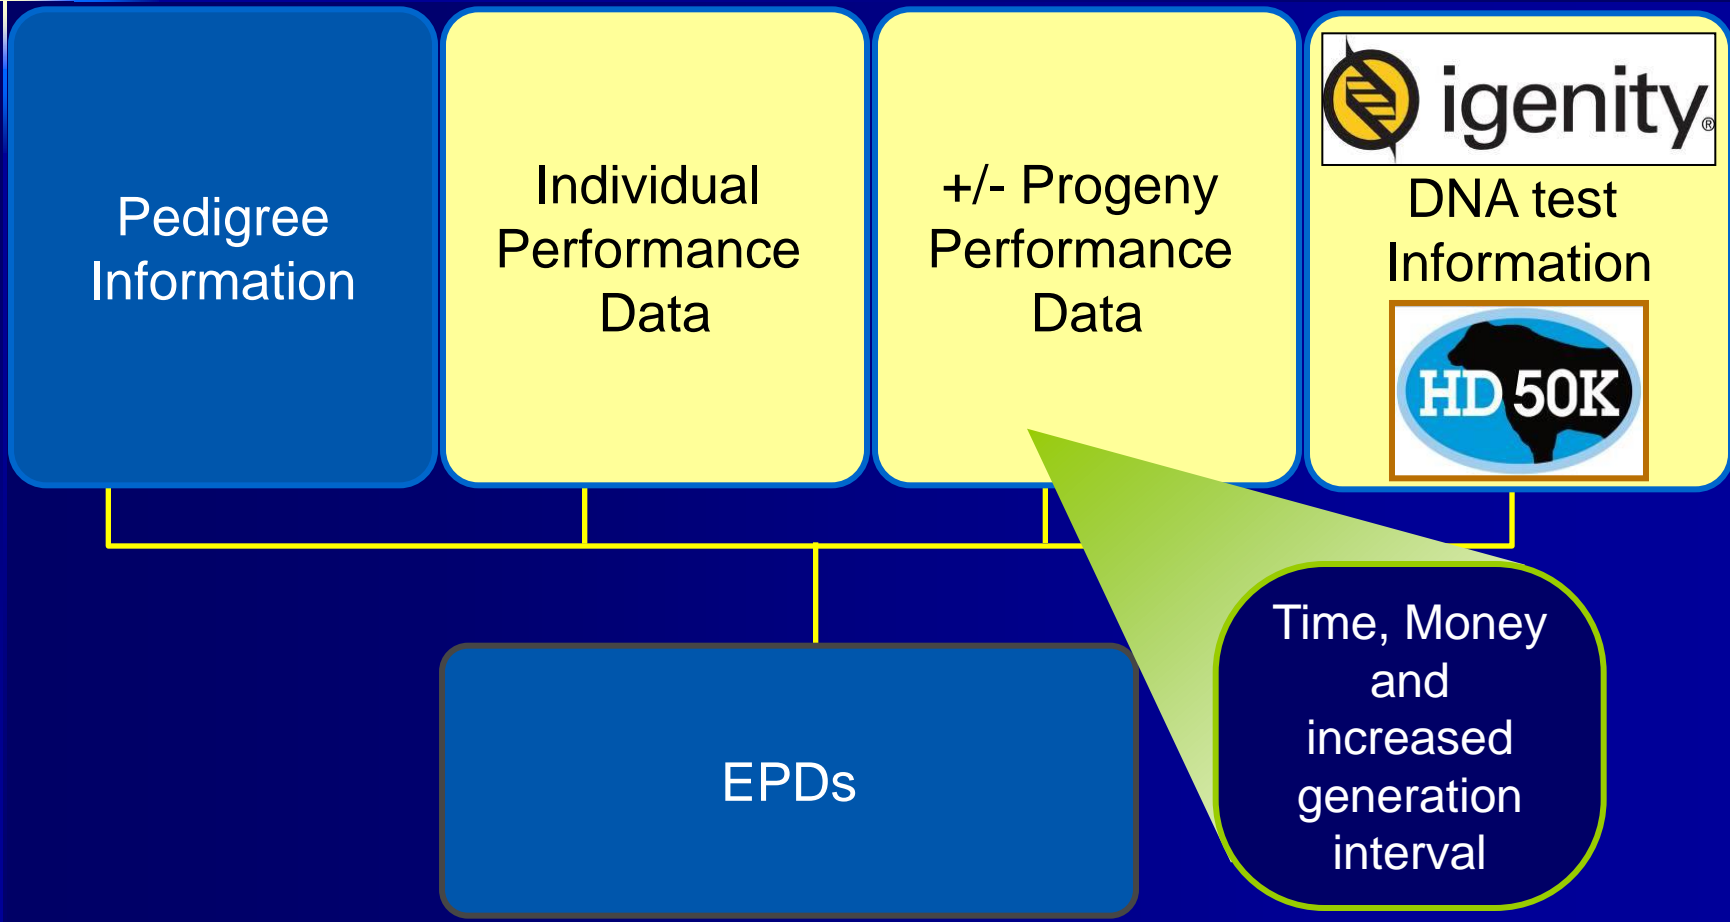 Pedigree
Information
Individual
Performance
Data
+/- Progeny
Performance
Data
igenity®
DNA test
Information
HD 50K
Time, Money
and
increased
generation
interval
EPDs